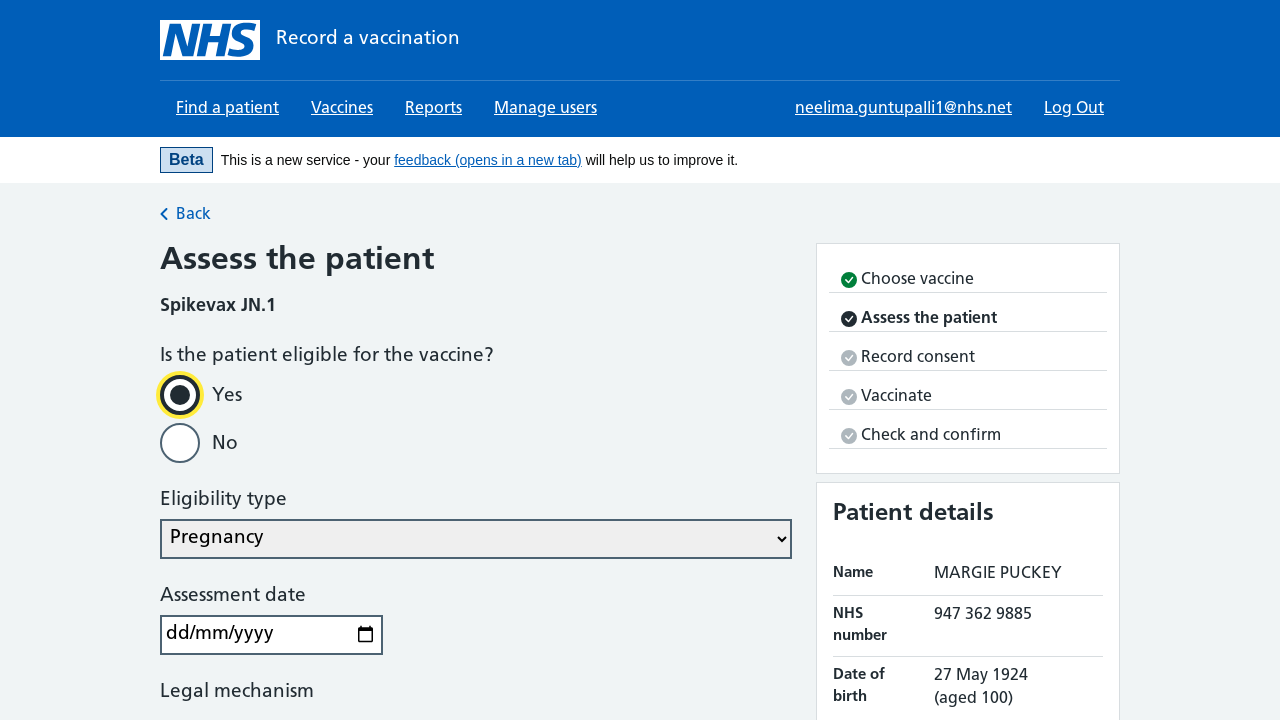 NHS Record a vaccination
Find a patient Vaccines Reports Manage users neelima.guntupalli1@nhs.net Log Out
Beta This is a new service - your feedback (opens in a new tab) will help us to improve it.
Back
Assess the patient
Spikevax JN.1
Is the patient eligible for the vaccine?
Yes
No
Eligibility type
Pregnancy
Assessment date
dd/mm/yyyy
Legal mechanism
Choose vaccine
Assess the patient
Record consent
Vaccinate
Check and confirm
Patient details
Name MARGIE PUCKEY
NHS number 947 362 9885
Date of birth 27 May 1924
(aged 100)